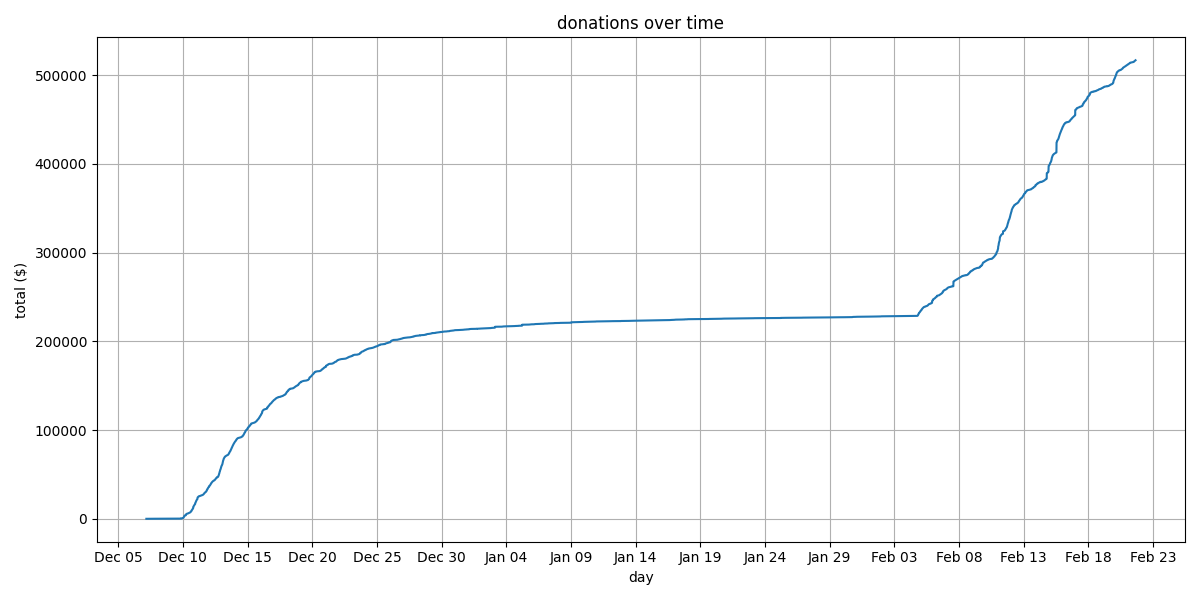 donations over time
total ($)
500000
400000
300000
200000
100000
0
Dec 05 Dec 10 Dec 15 Dec 20 Dec 25 Dec 30 Jan 04 Jan 09 Jan 14 Jan 19 Jan 24 Jan 29 Feb 03 Feb 08 Feb 13 Feb 18 Feb 23
day